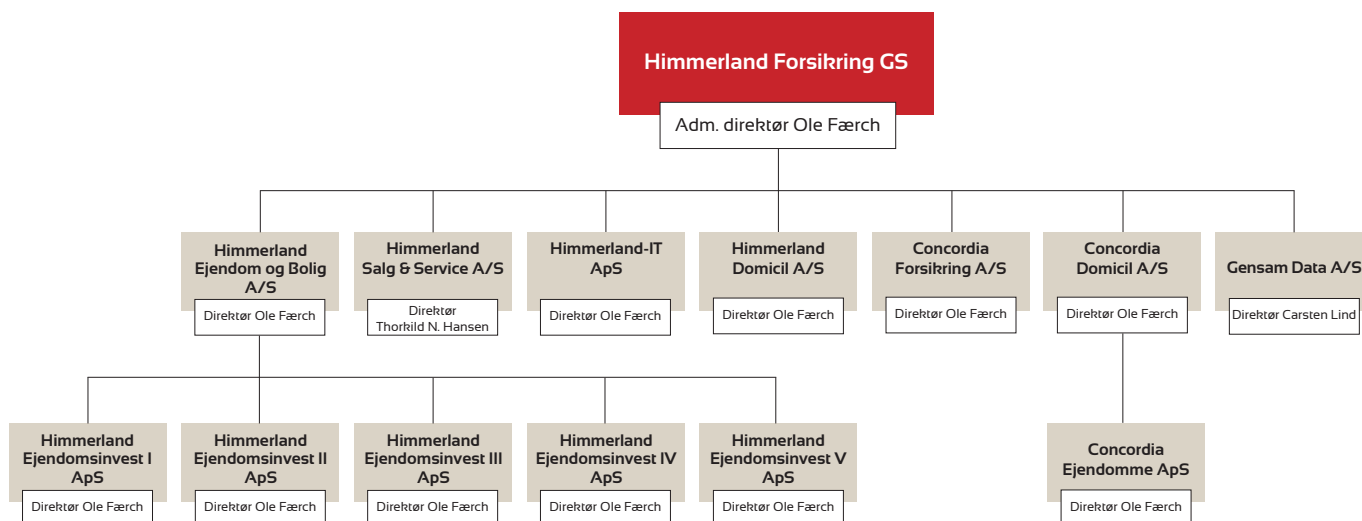 Himmerland Forsikring GS
Adm. direktør Ole Færch
Himmerland
Ejendom og Bolig
A/S
Direktør Ole Færch
Himmerland
Salg & Service A/S
Direktør
Thorkild N. Hansen
Himmerland-IT
ApS
Direktør Ole Færch
Himmerland
Domicil A/S
Direktør Ole Færch
Concordia
Forsikring A/S
Direktør Ole Færch
Concordia
Domicil A/S
Direktør Ole Færch
Gensam Data A/S
Direktør Carsten Lind
Himmerland
Ejendomsinvest I
ApS
Direktør Ole Færch
Himmerland
Ejendomsinvest II
ApS
Direktør Ole Færch
Himmerland
Ejendomsinvest III
ApS
Direktør Ole Færch
Himmerland
Ejendomsinvest IV
ApS
Direktør Ole Færch
Himmerland
Ejendomsinvest V
ApS
Direktør Ole Færch
Concordia
Ejendomme ApS
Direktør Ole Færch